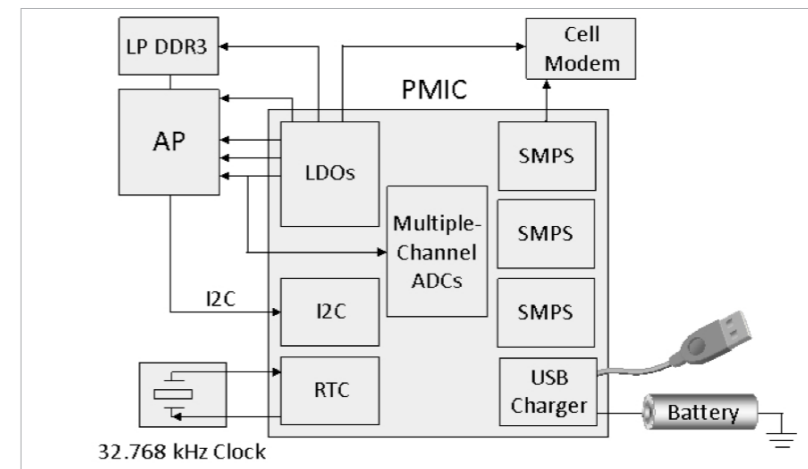 LP DDR3
Cell
Modem
PMIC
AP
LDOs
SMPS
Multiple-
Channel
ADCs
SMPS
I2C
I2C
SMPS
RTC
USB
Charger
Battery
32.768 kHz Clock